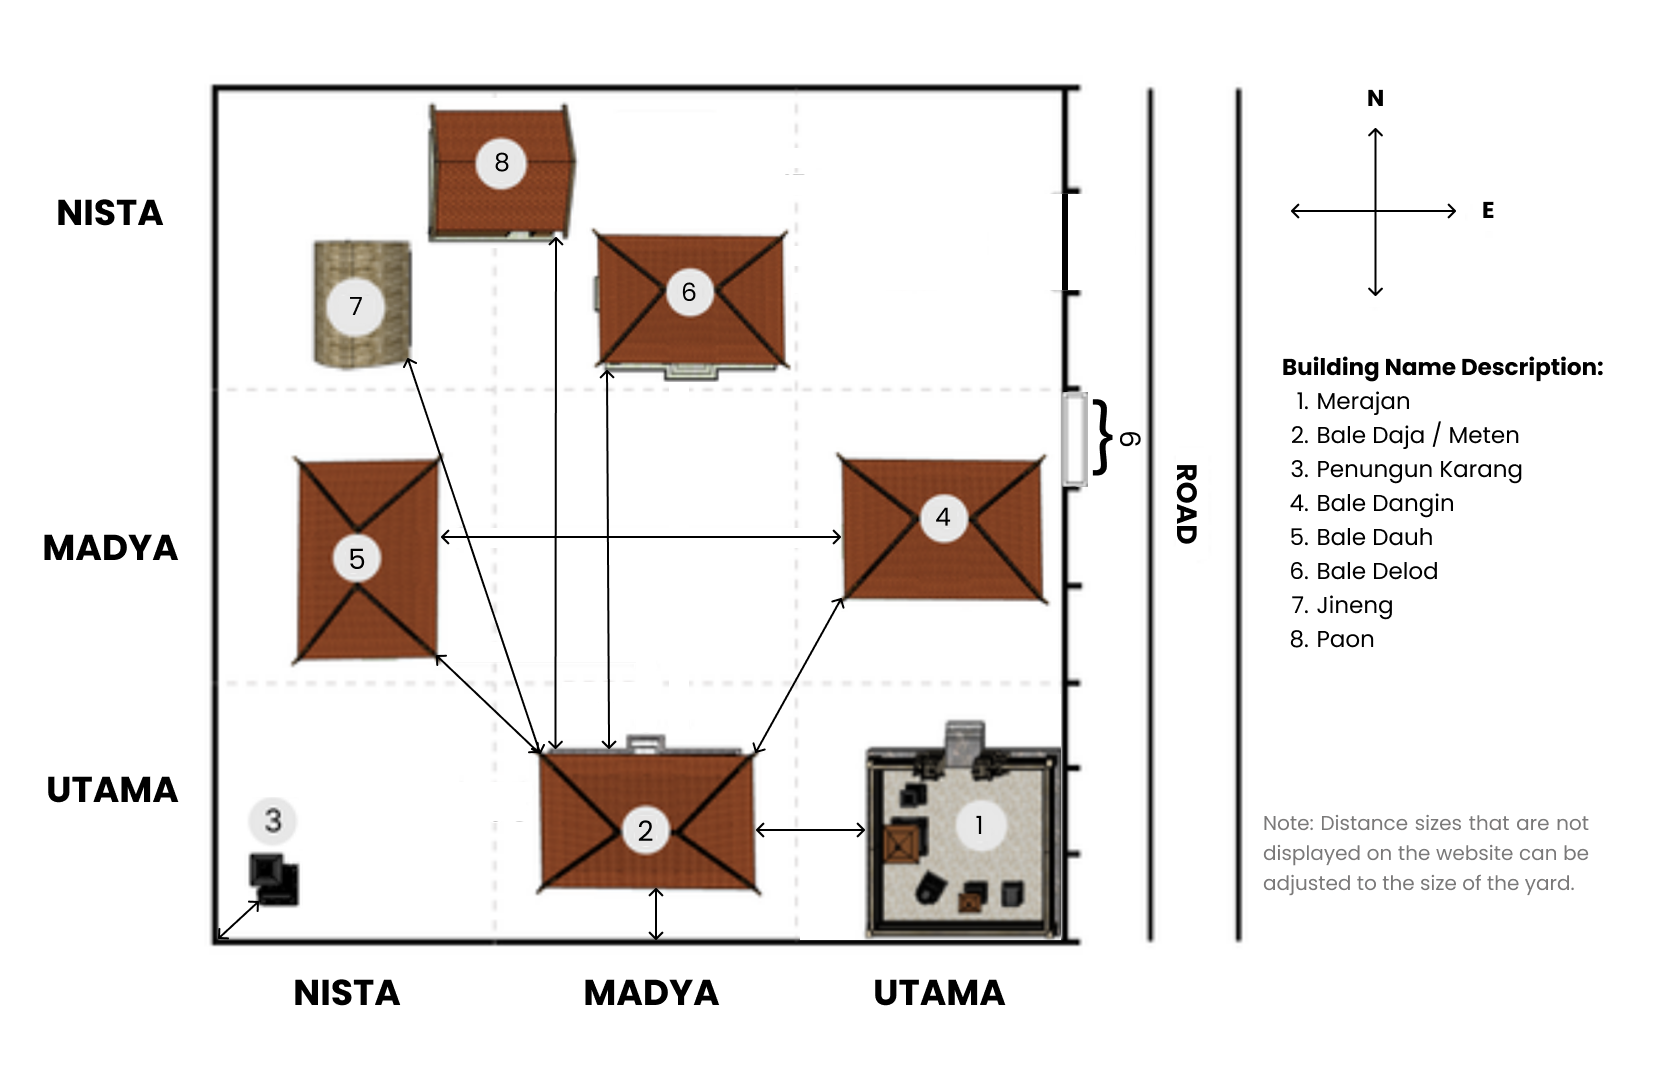 N
E
NISTA
MADYA
UTAMA
8
7
6
5
4
3
2
1
9
ROAD
NISTA
MADYA
UTAMA
Building Name Description:
1. Merajan
2. Bale Daja / Meten
3. Penungun Karang
4. Bale Dangin
5. Bale Dauh
6. Bale Delod
7. Jineng
8. Paon
Note: Distance sizes that are not
displayed on the website can be
adjusted to the size of the yard.